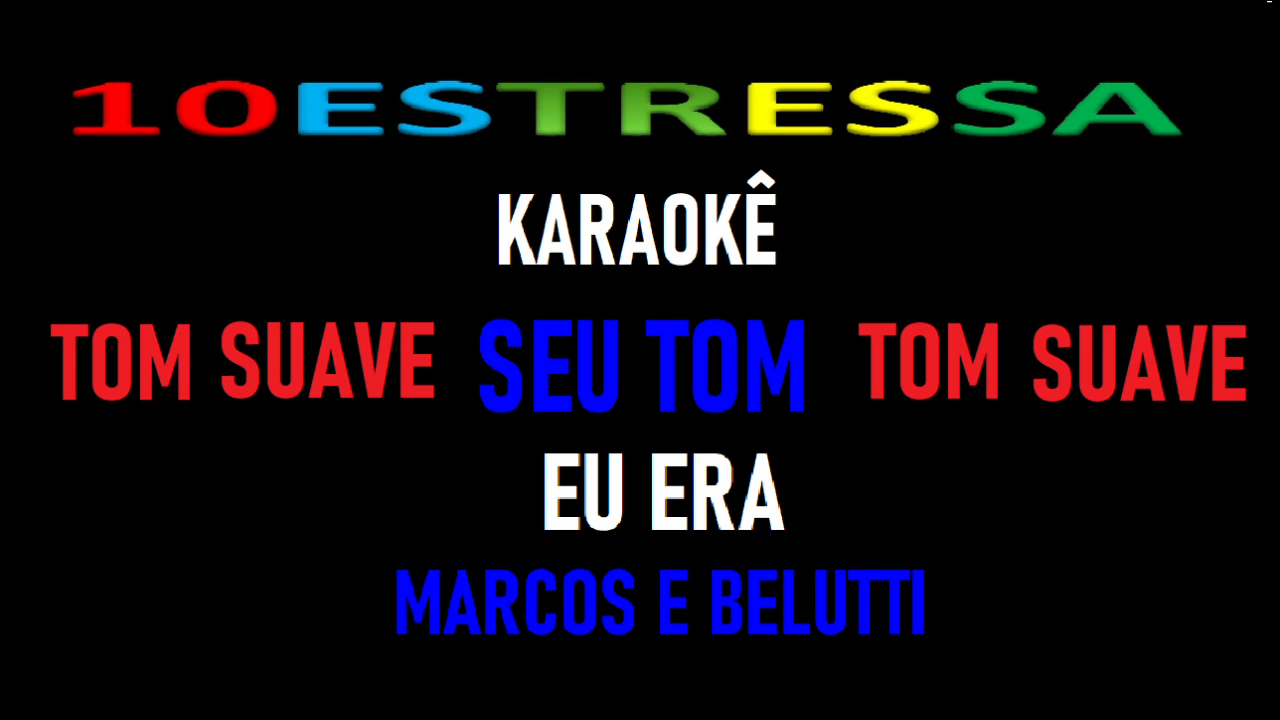 10ESTRESSA
KARAOKÊ
TOM SUAVE SEU TOM TOM SUAVE
EU ERA
MARCOS E BELUTTI